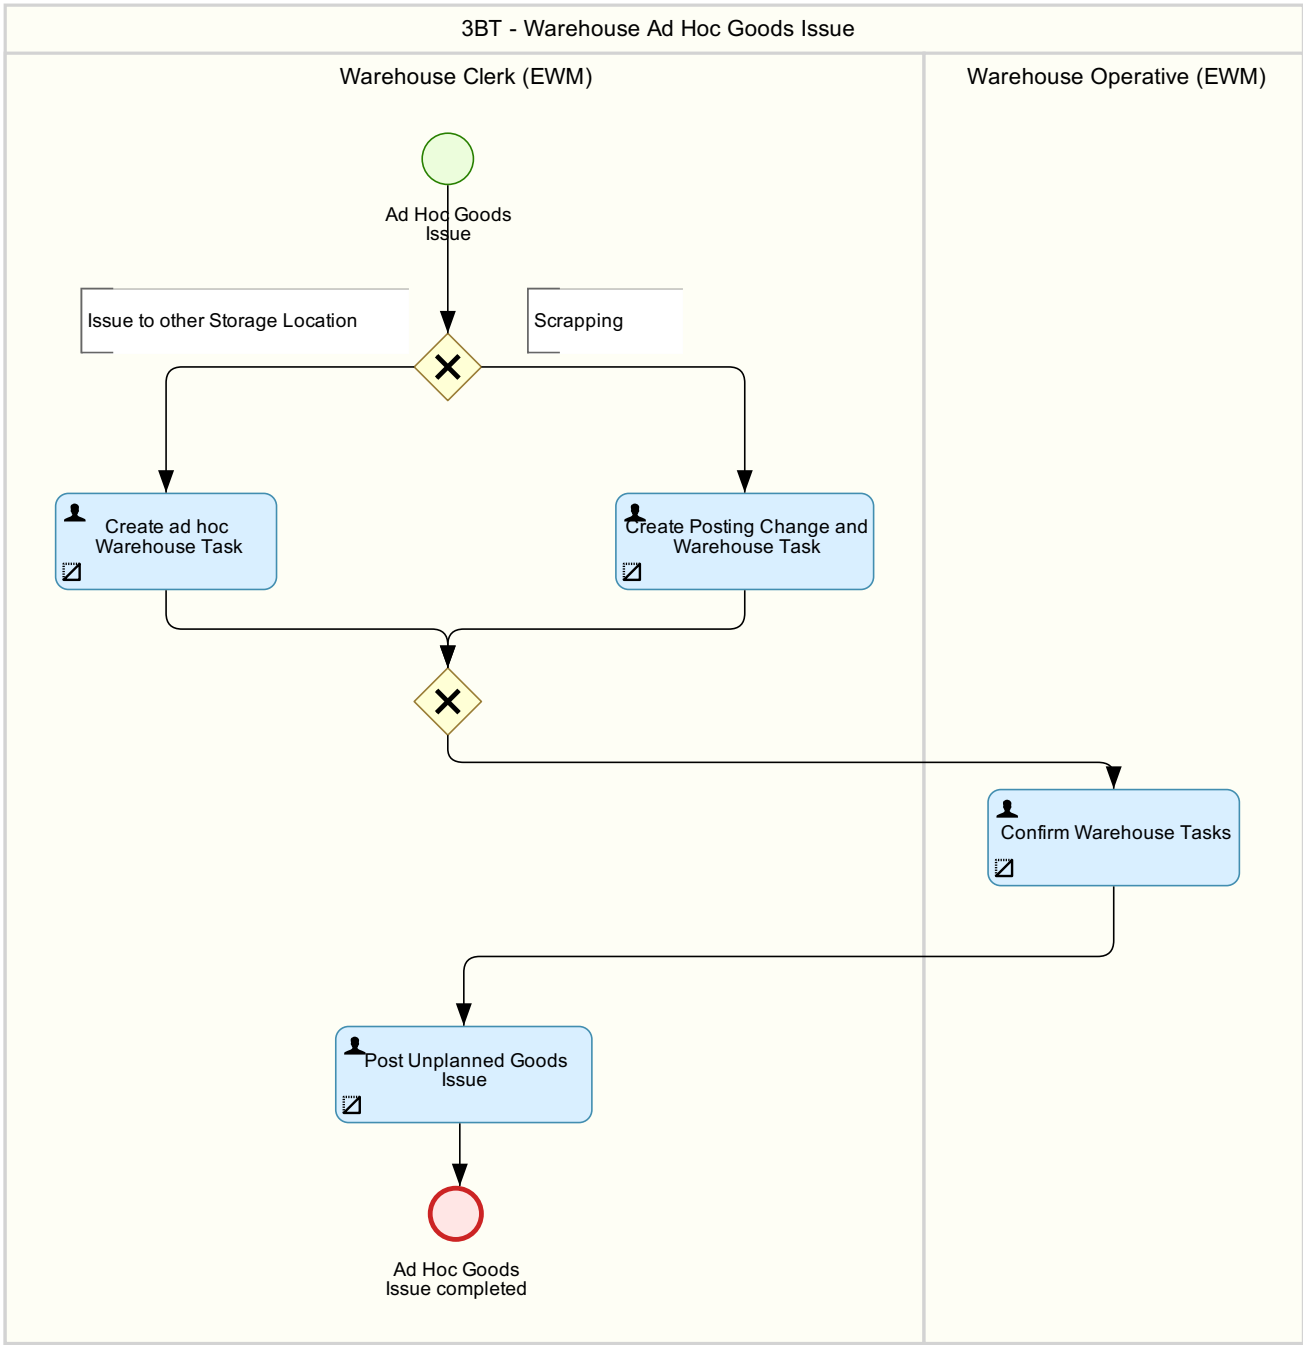 3BT - Warehouse Ad Hoc Goods Issue
Warehouse Clerk (EWM)
Warehouse Operative (EWM)
Ad Hoc Goods
Issue
Issue to other Storage Location
Scrapping
Create ad hoc
Warehouse Task
Create Posting Change and
Warehouse Task
Confirm Warehouse Tasks
Post Unplanned Goods
Issue
Ad Hoc Goods
Issue completed